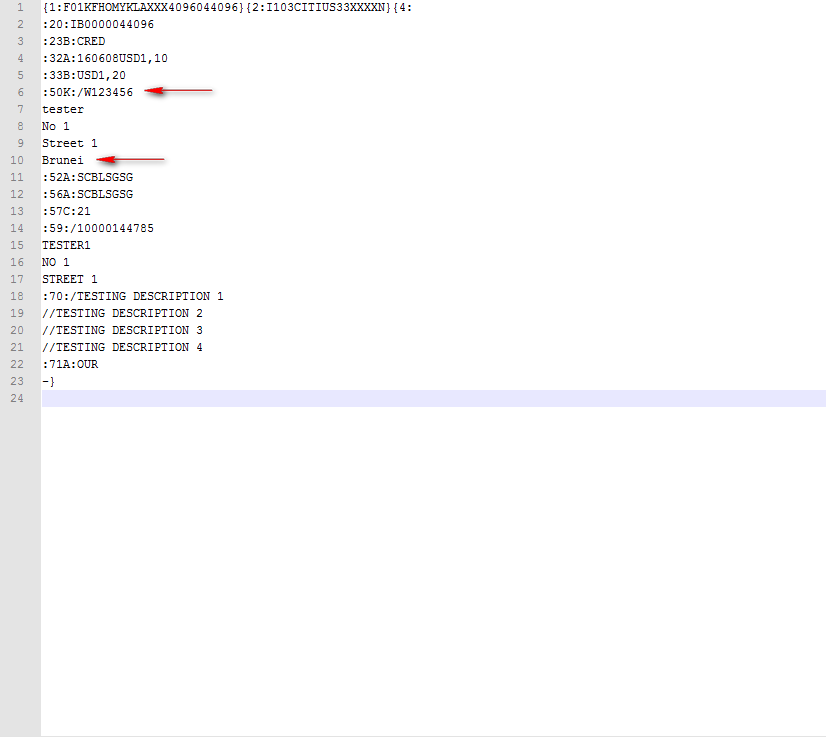 1 {1:F01KFHOMYKLAXXX4096044096}{2:I103CITIUS33XXXXN}{4:
2 :20:IB0000044096
3 :23B:CRED
4 :32A:160608USD1,10
5 :33B:USD1,20
6 :50K:/W123456
7 tester
8 No 1
9 Street 1
10 Brunei
11 :52A:SCBLSGSG
12 :56A:SCBLSGSG
13 :57C:21
14 :59:/10000144785
15 TESTER1
16 NO 1
17 STREET 1
18 :70:/TESTING DESCRIPTION 1
19 //TESTING DESCRIPTION 2
20 //TESTING DESCRIPTION 3
21 //TESTING DESCRIPTION 4
22 :71A:OUR
23 -}
24